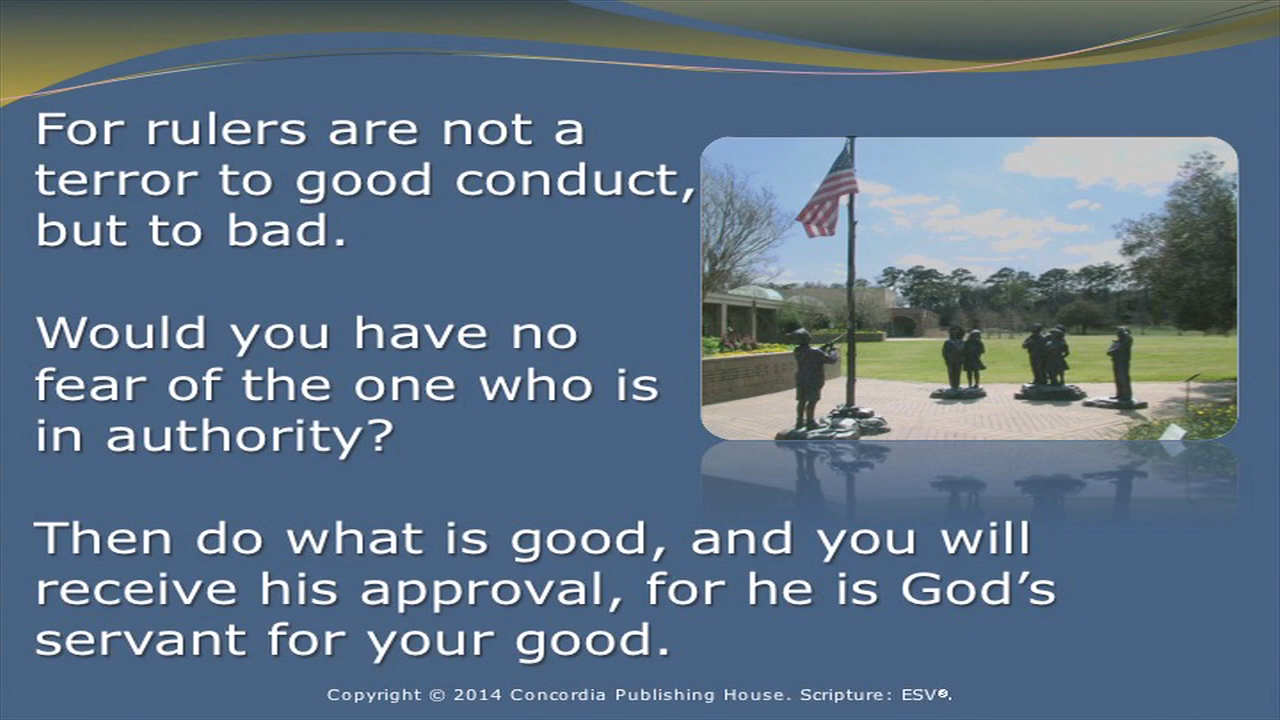 For rulers are not a
terror to good conduct,
but to bad.
Would you have no
fear of the one who is
in authority?
Then do what is good, and you will
receive his approval, for he is God’s
servant for your good.
Copyright © 2014 Concordia Publishing House. Scripture: ESV®.